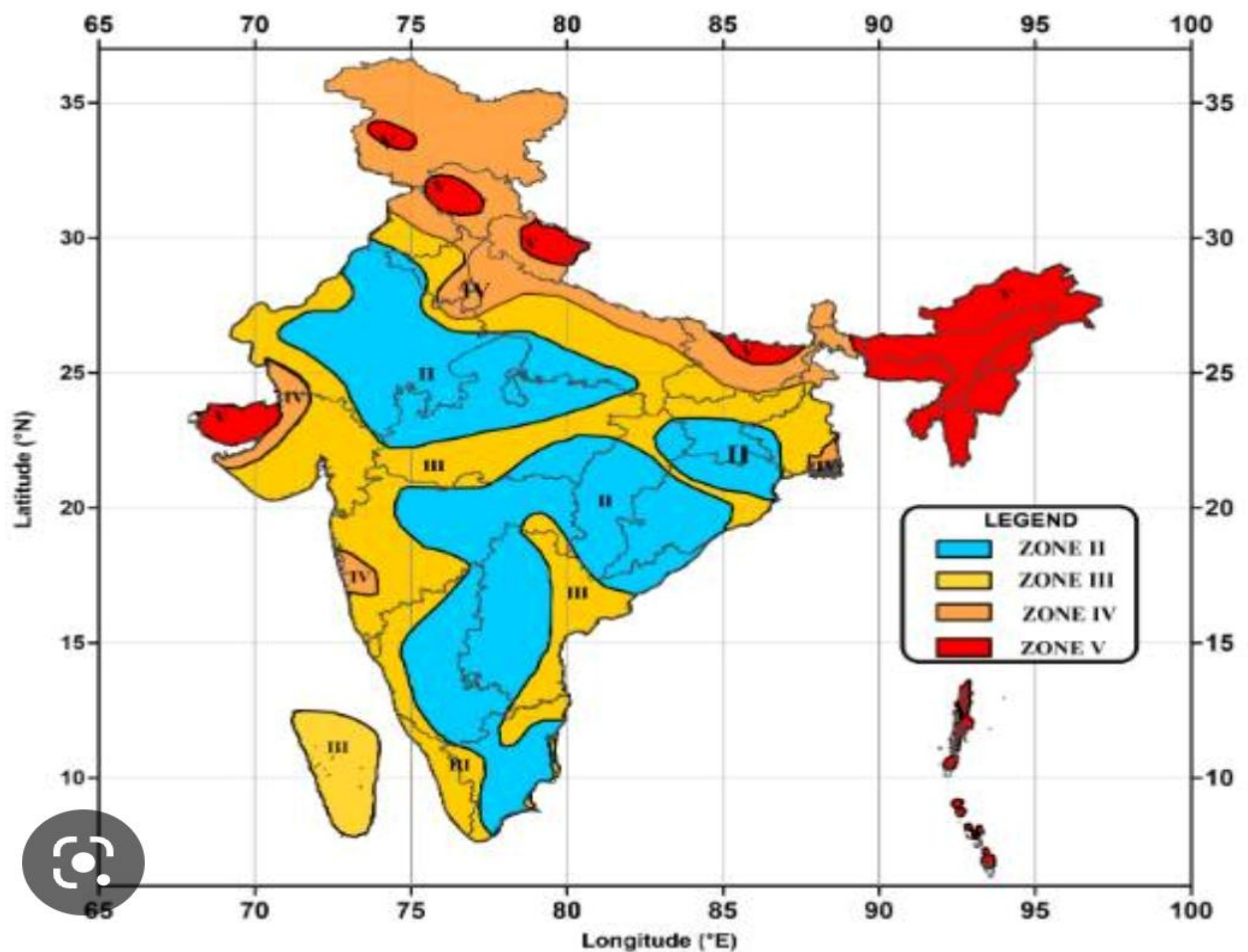 65 70 75 80 85 90 95 100
35 35
30 30
IV
V
25 25
II
IV
V
II
III
IV
Latitude (°N)
20 20
II
LEGEND
ZONE II
ZONE III
ZONE IV
ZONE V
IV
III
15 15
III
III
10 10
65 70 75 80 85 90 95 100
Longitude (°E)